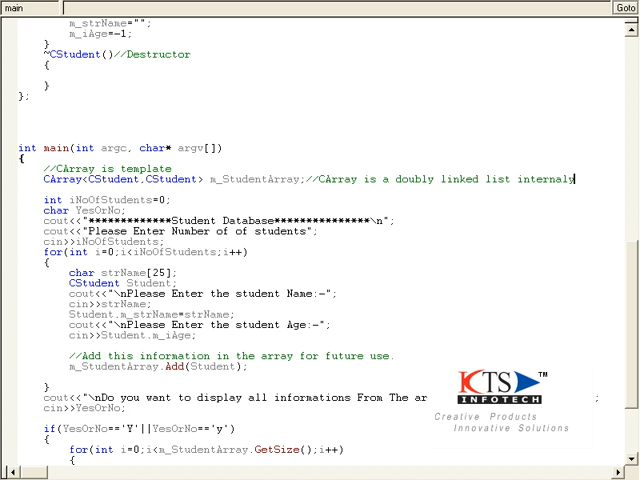 main
Goto
m_strName="";
m_iAge=-1;
}
~CStudent()//Destructor
{
}
};
int main(int argc, char* argv[])
{
//CArray is template
CArray<CStudent,CStudent> m_StudentArray;//CArray is a doubly linked list internaly
int iNoOfStudents=0;
char YesOrNo;
cout<<"*************Student Database***************\n";
cout<<"Please Enter Number of of students";
cin>>iNoOfStudents;
for(int i=0;i<iNoOfStudents;i++)
{
char strName[25];
CStudent Student;
cout<<"\nPlease Enter the student Name:-";
cin>>strName;
Student.m_strName=strName;
cout<<"\nPlease Enter the student Age:-";
cin>>Student.m_iAge;
//Add this information in the array for future use.
m_StudentArray.Add(Student);
}
cout<<"\nDo you want to display all informations From The ar ;
cin>>YesOrNo;
if(YesOrNo=='Y'||YesOrNo=='y')
{
for(int i=0;i<m_StudentArray.GetSize();i++)
{
KTS TM
INFOTECH
Creative Products
Innovative Solutions